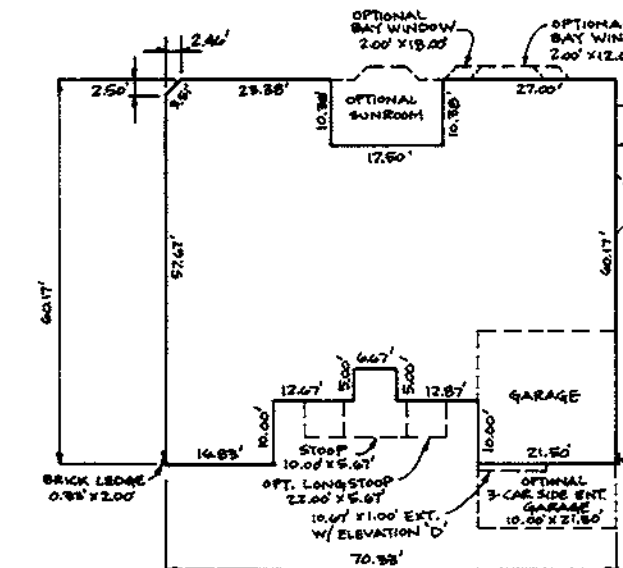 2.46'
OPTIONAL
BAY WINDOW
2.00' X 18.00'
OPTIONA
BAY WIN
2.00' X 12.0
2.50'
3.51'
23.38'
27.00'
10.38'
OPTIONAL
SUNROOM
10.38'
17.50'
60.17'
57.67'
60.17'
6.67'
12.67'
5.00'
5.00'
12.87'
GARAGE
10.00'
10.00'
16.83'
STOOP
10.00' X 5.67'
21.50'
BRICK LEDGE
0.33' X 2.00'
OPT. LONG STOOP
22.00' X 5.67'
OPTIONAL
3-CAR SIDE ENT.
GARAGE
10.00' X 21.50'
10.67' X 1.00' EXT.
W/ ELEVATION 'D'
70.33'